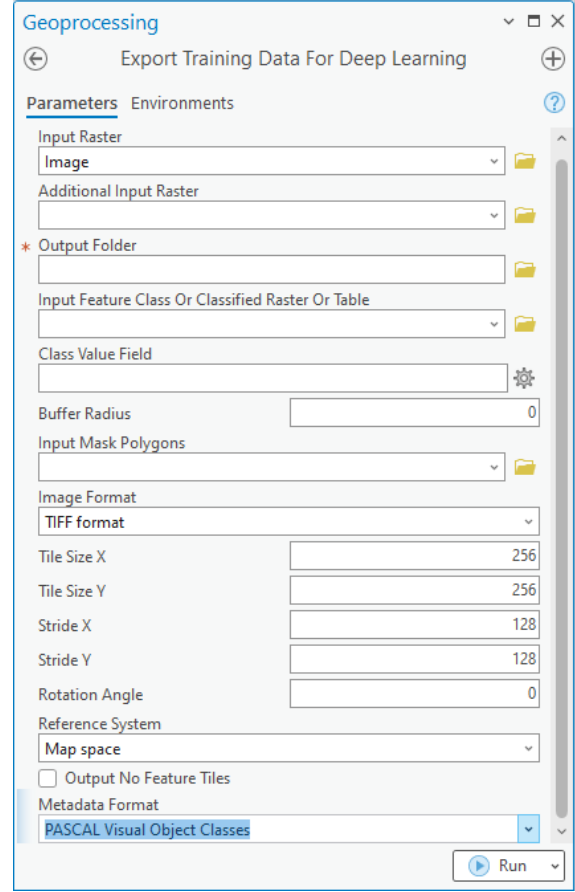 Geoprocessing
Export Training Data For Deep Learning
Parameters Environments
?
Input Raster
Image
Additional Input Raster
* Output Folder
Input Feature Class Or Classified Raster Or Table
Class Value Field
Buffer Radius 0
Input Mask Polygons
Image Format
TIFF format
Tile Size X 256
Tile Size Y 256
Stride X 128
Stride Y 128
Rotation Angle 0
Reference System
Map space
Output No Feature Tiles
Metadata Format
PASCAL Visual Object Classes
Run